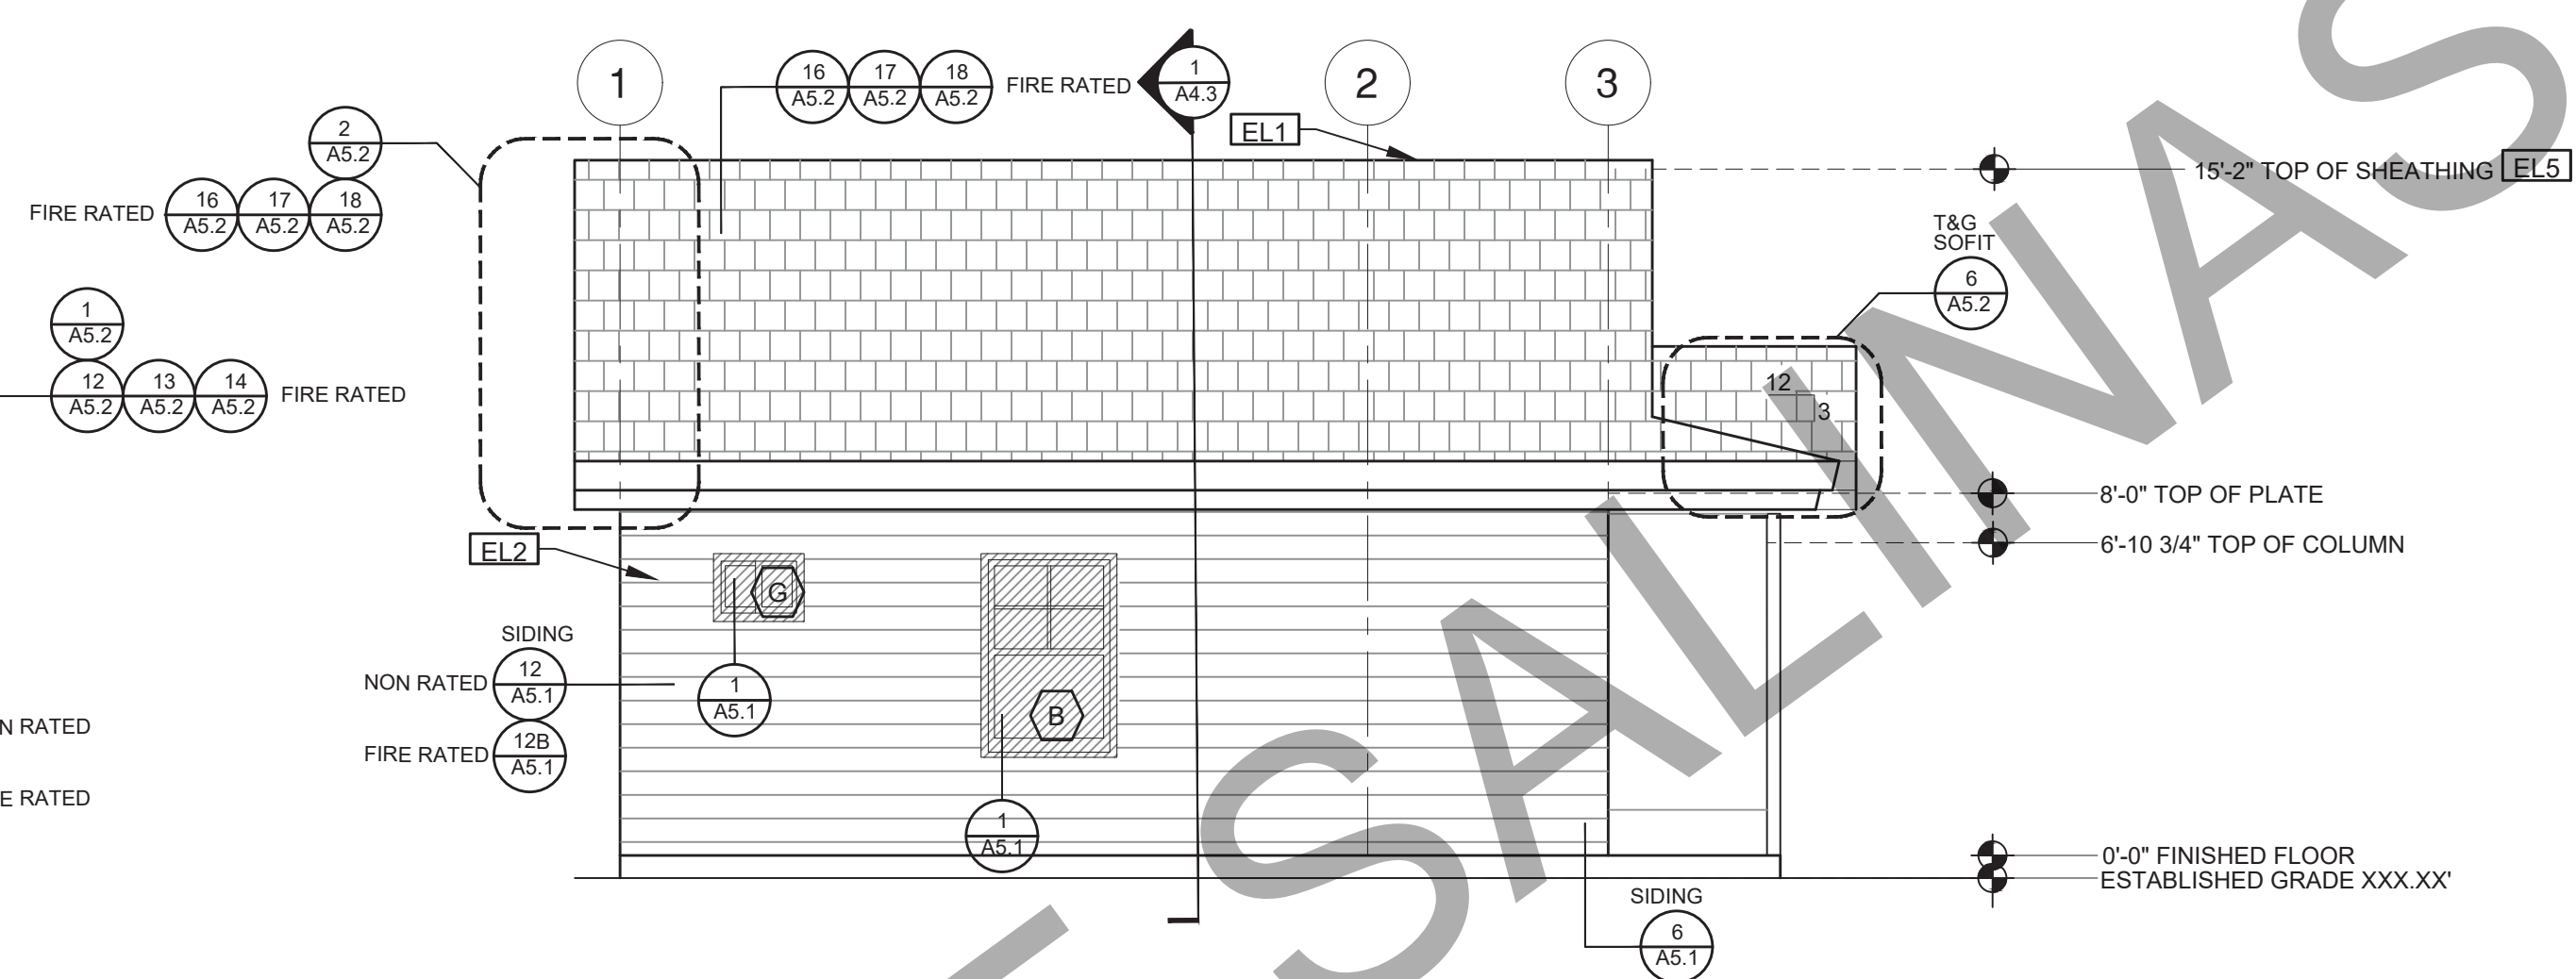 1
2
3
16
A5.2
17
A5.2
18
A5.2
FIRE RATED
1
A4.3
2
A5.2
FIRE RATED
16
A5.2
17
A5.2
18
A5.2
EL1
15'-2" TOP OF SHEATHING
EL5
T&G
SOFIT
6
A5.2
1
A5.2
12
A5.2
13
A5.2
14
A5.2
FIRE RATED
12
3
8'-0" TOP OF PLATE
6'-10 3/4" TOP OF COLUMN
EL2
G
SIDING
NON RATED
12
A5.1
1
A5.1
B
N RATED
FIRE RATED
12B
A5.1
E RATED
1
A5.1
0'-0" FINISHED FLOOR
ESTABLISHED GRADE XXX.XX'
SIDING
6
A5.1
SALINAS